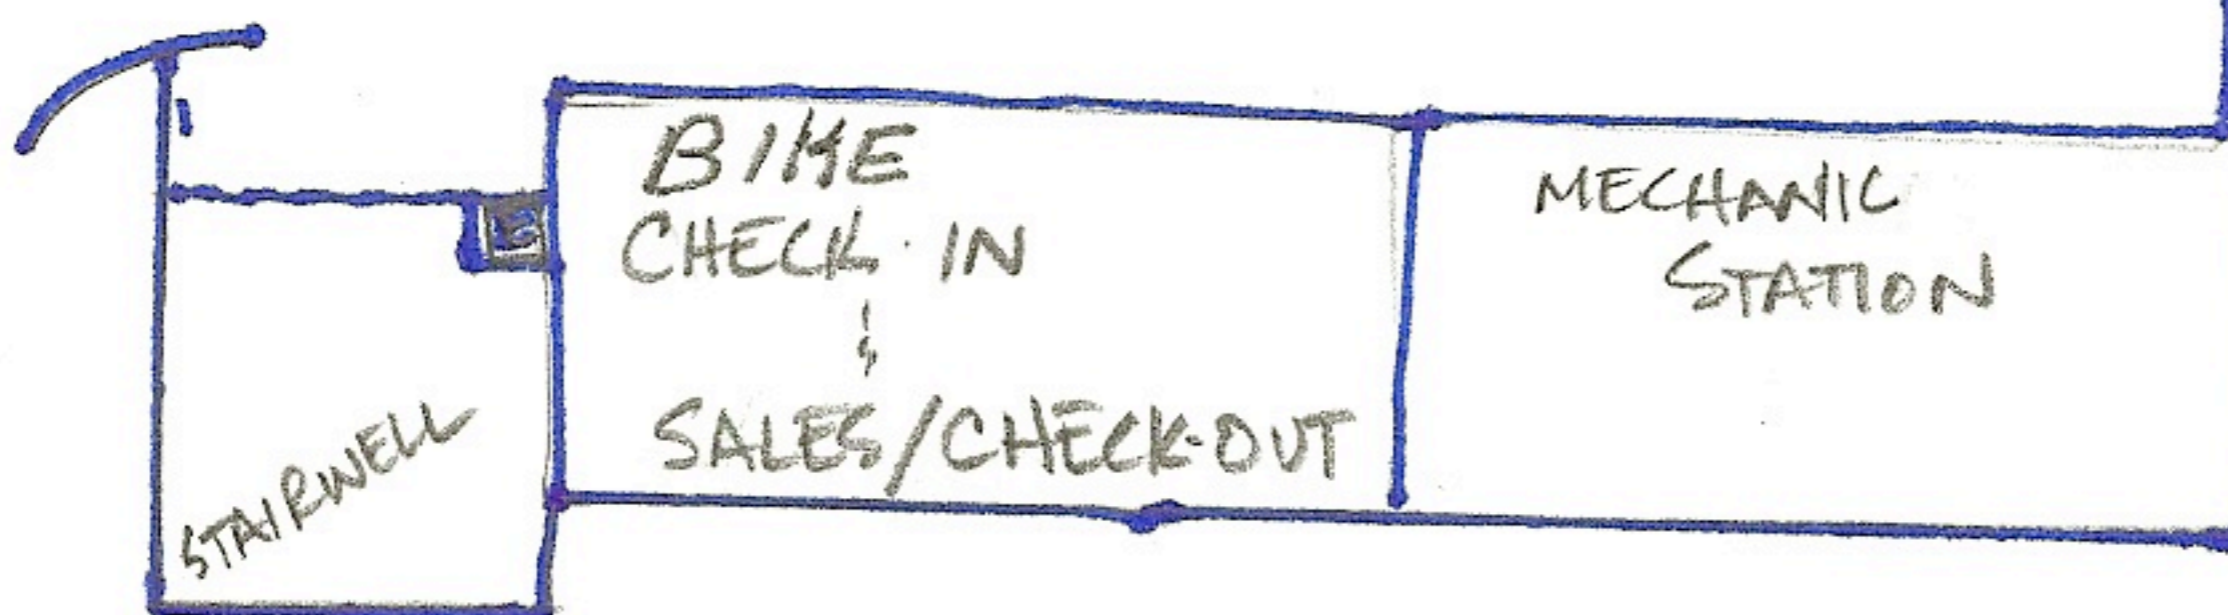 BIKE
CHECK-IN
SALES/CHECK-OUT
MECHANIC
STATION
E
STAIRWELL